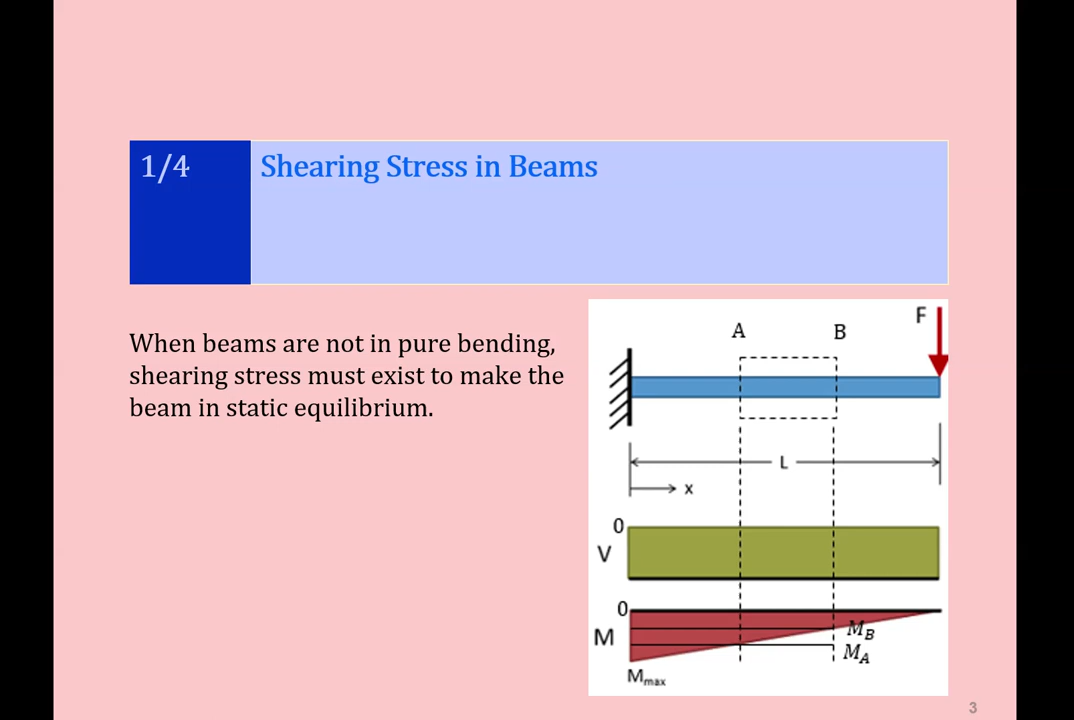 1/4
Shearing Stress in Beams
When beams are not in pure bending,
shearing stress must exist to make the
beam in static equilibrium.
F
A
B
L
x
0
V
0
M
M_B
M_A
M_max
3